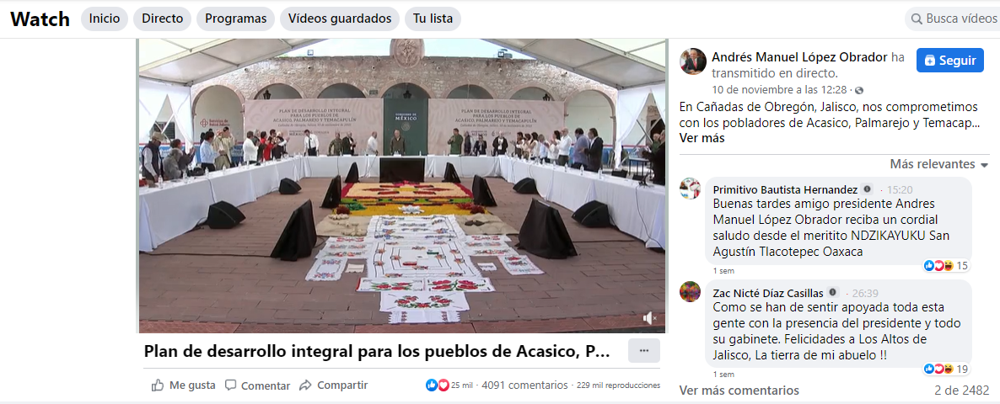 Watch
Inicio
Directo
Programas
Vídeos guardados
Tu lista
Busca vídeos
PLAN DE DESARROLLO INTEGRAL
PARA LOS PUEBLOS DE
ACASICO, PALMAREJO Y TEMACAPULÍN
GOBIERNO DE
MÉXICO
PLAN DE DESARROLLO INTEGRAL
PARA LOS PUEBLOS DE
ACASICO, PALMAREJO Y TEMACAPULÍN
Plan de desarrollo integral para los pueblos de Acasico, P...
Me gusta
Comentar
Compartir
25 mil · 4091 comentarios · 229 mil reproducciones
Andrés Manuel López Obrador ha
transmitido en directo.
10 de noviembre a las 12:28 ·
Seguir
En Cañadas de Obregón, Jalisco, nos comprometimos
con los pobladores de Acasico, Palmarejo y Temacap...
Ver más
Más relevantes
Primitivo Bautista Hernandez · 15:20
Buenas tardes amigo presidente Andres
Manuel López Obrador reciba un cordial
saludo desde el meritito NDZIKAYUKU San
Agustín Tlacotepec Oaxaca
15
1 sem
Zac Nicté Díaz Casillas · 26:39
Como se han de sentir apoyada toda esta
gente con la presencia del presidente y todo
su gabinete. Felicidades a Los Altos de
Jalisco, La tierra de mi abuelo !!
19
1 sem
Ver más comentarios
2 de 2482